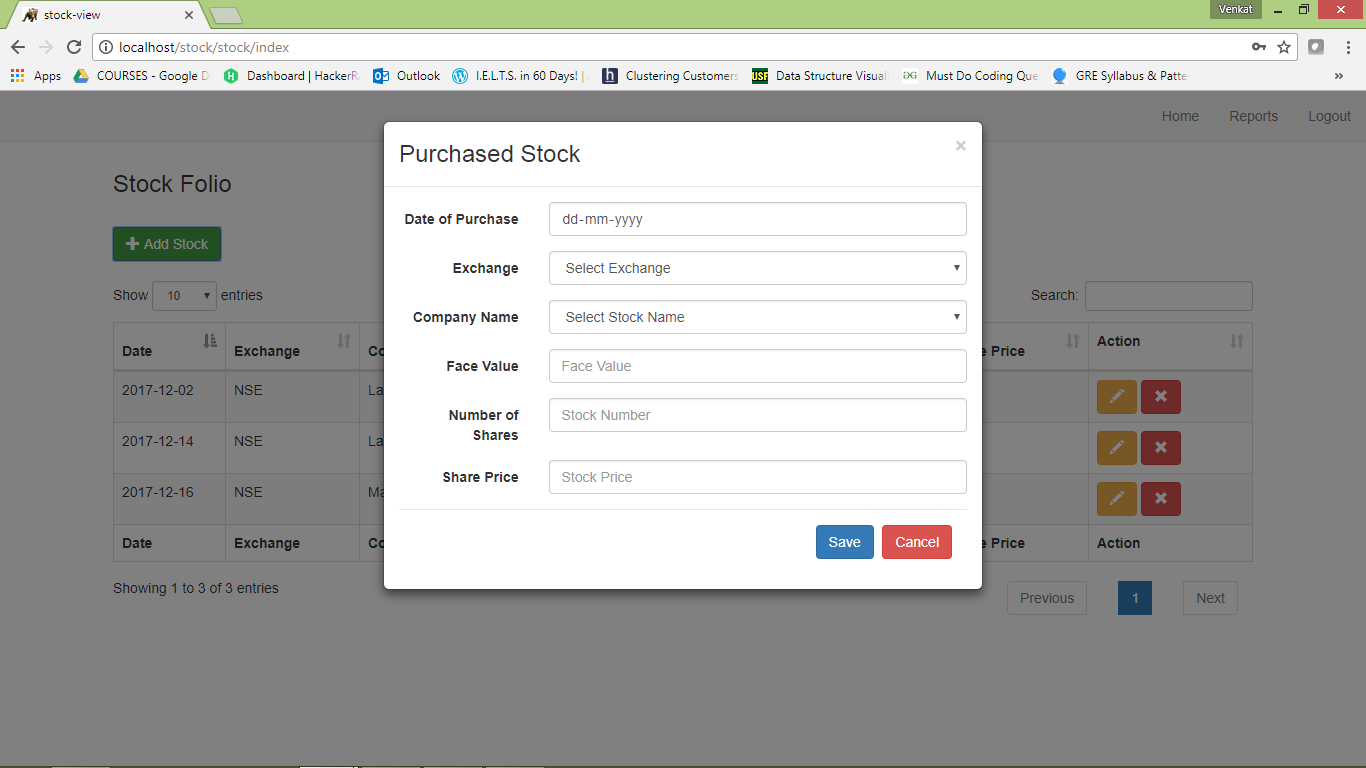 stock-view
Venkat
localhost/stock/stock/index
Apps COURSES - Google D Dashboard | HackerR Outlook I.E.L.T.S. in 60 Days! | Clustering Customers USF Data Structure Visuali Must Do Coding Que GRE Syllabus & Patte »
Home Reports Logout
Purchased Stock ×
Stock Folio
Date of Purchase dd-mm-yyyy
Add Stock
Exchange Select Exchange
Show 10 entries
Search:
Company Name Select Stock Name
Date Exchange Co e Price Action
Face Value Face Value
2017-12-02 NSE La
Number of Shares Stock Number
2017-12-14 NSE La
Share Price Stock Price
2017-12-16 NSE Ma
Save Cancel
Date Exchange Co e Price Action
Showing 1 to 3 of 3 entries
Previous 1 Next